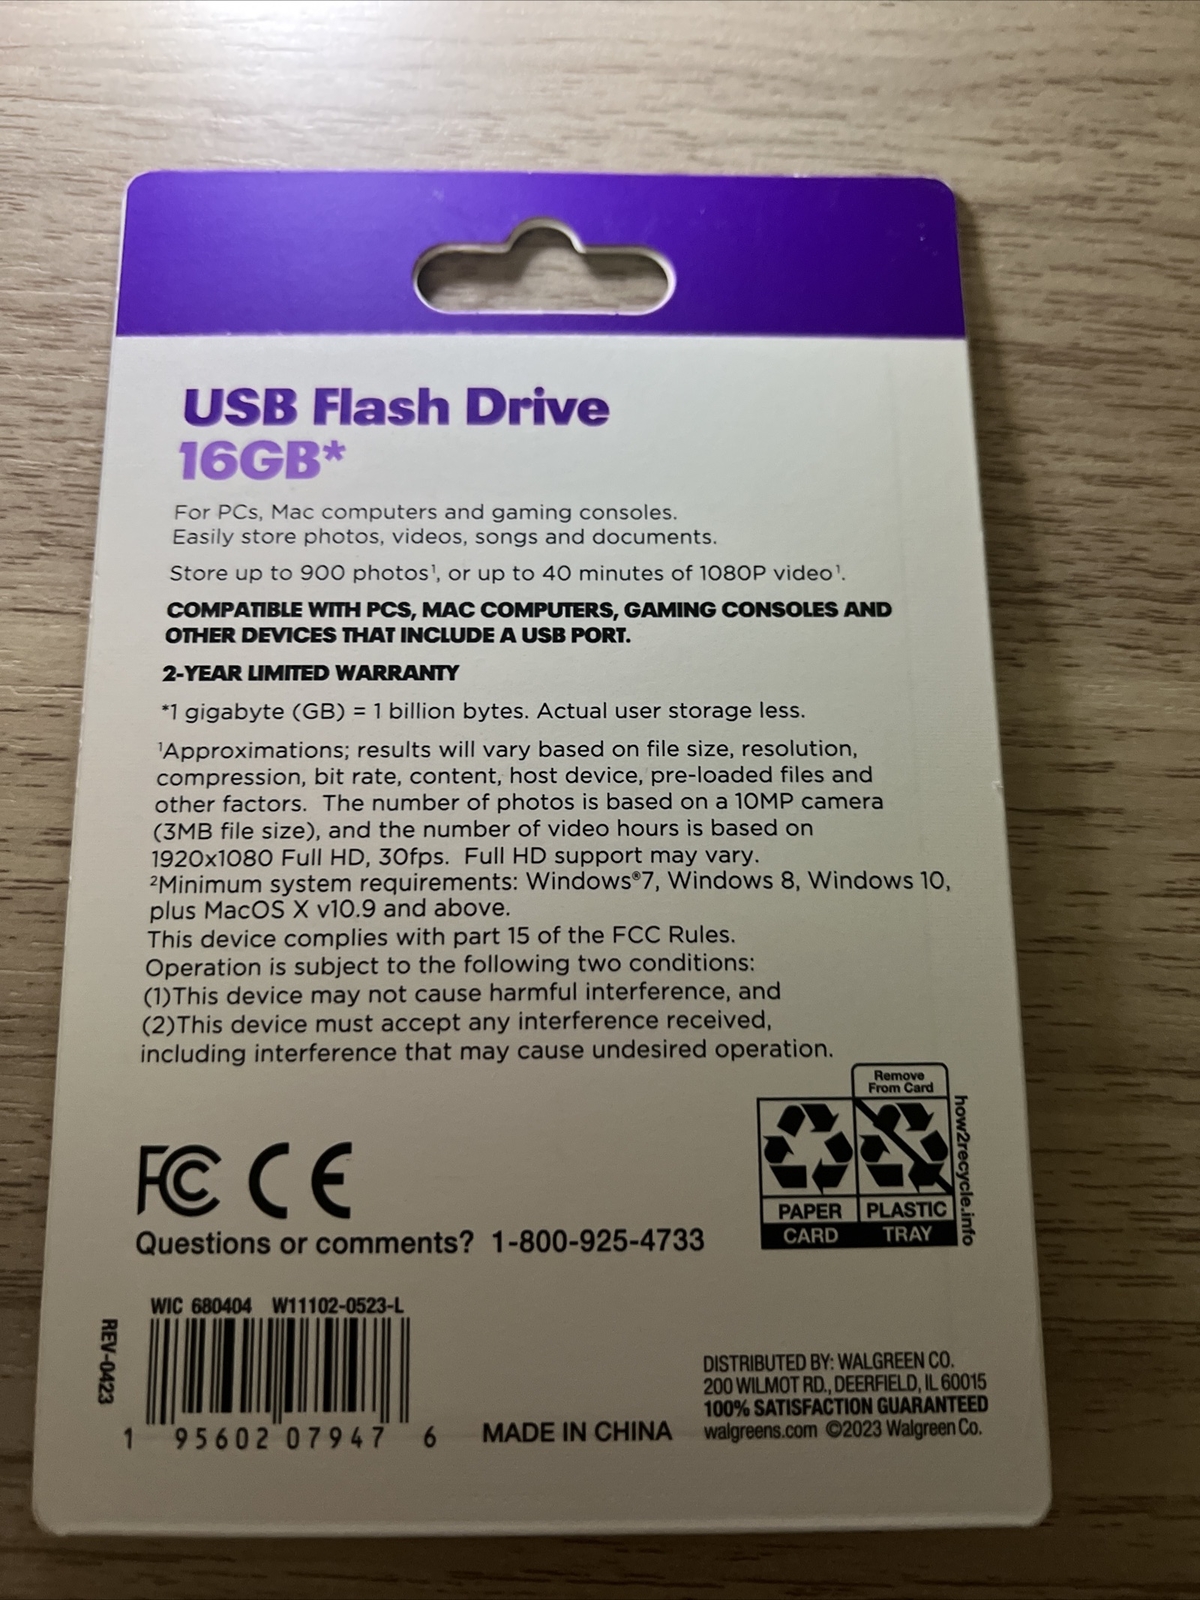 USB Flash Drive
16GB*
For PCs, Mac computers and gaming consoles.
Easily store photos, videos, songs and documents.
Store up to 900 photos¹, or up to 40 minutes of 1080P video¹.
COMPATIBLE WITH PCS, MAC COMPUTERS, GAMING CONSOLES AND
OTHER DEVICES THAT INCLUDE A USB PORT.
2-YEAR LIMITED WARRANTY
*1 gigabyte (GB) = 1 billion bytes. Actual user storage less.
¹Approximations; results will vary based on file size, resolution,
compression, bit rate, content, host device, pre-loaded files and
other factors. The number of photos is based on a 10MP camera
(3MB file size), and the number of video hours is based on
1920x1080 Full HD, 30fps. Full HD support may vary.
²Minimum system requirements: Windows®7, Windows 8, Windows 10,
plus MacOS X v10.9 and above.
This device complies with part 15 of the FCC Rules.
Operation is subject to the following two conditions:
(1)This device may not cause harmful interference, and
(2)This device must accept any interference received,
including interference that may cause undesired operation.
Remove
From Card
PAPER
CARD
PLASTIC
TRAY
how2recycle.info
FC CE
Questions or comments? 1-800-925-4733
WIC 680404 W11102-0523-L
REV-0423
1 95602 07947 6
MADE IN CHINA
DISTRIBUTED BY: WALGREEN CO.
200 WILMOT RD., DEERFIELD, IL 60015
100% SATISFACTION GUARANTEED
walgreens.com ©2023 Walgreen Co.